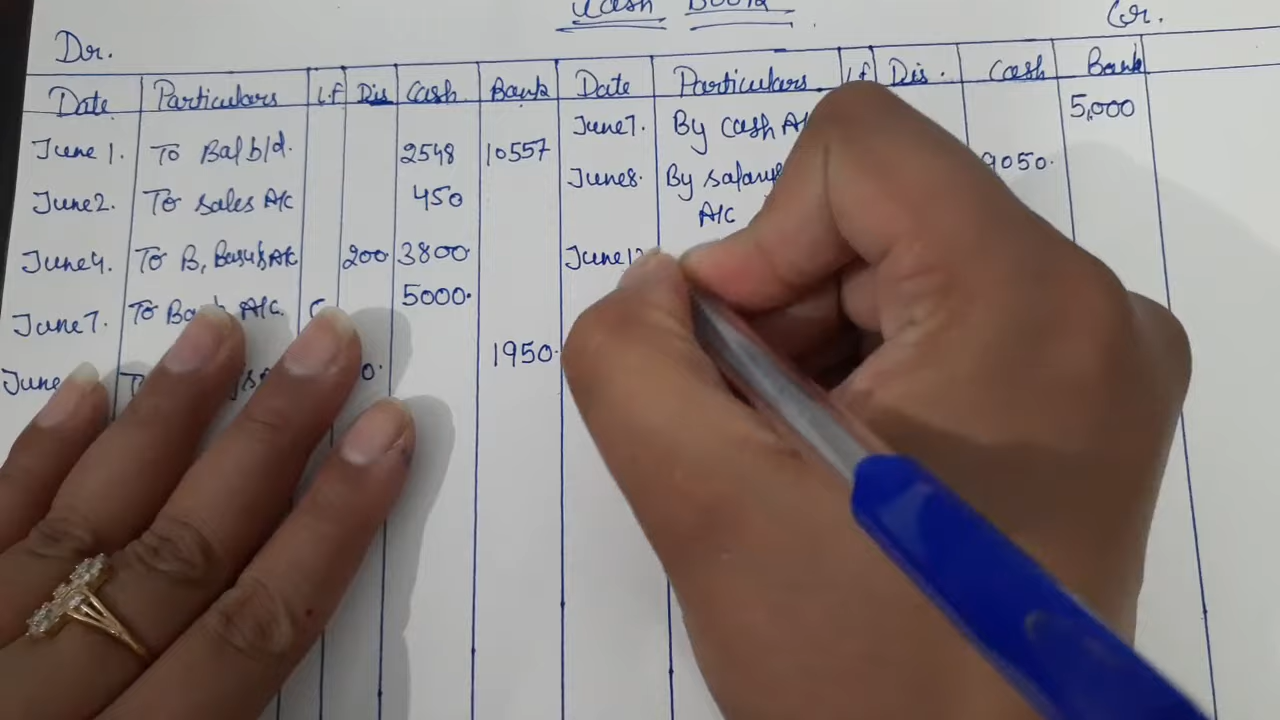 Cash Book
Dr. Cr.
Date Particulars L.F Dis Cash Bank Date Particulars L.F Dis. Cash Bank
June 7. By cash A/c 5,000
June 1. To Bal b/d. 2548 10557
June 8. By salary 9050.
A/c
June 2. To sales A/c 450
June 4. To B, Basu's A/c 200 3800
June
June 7. To A/c. C 5000.
June 1950.